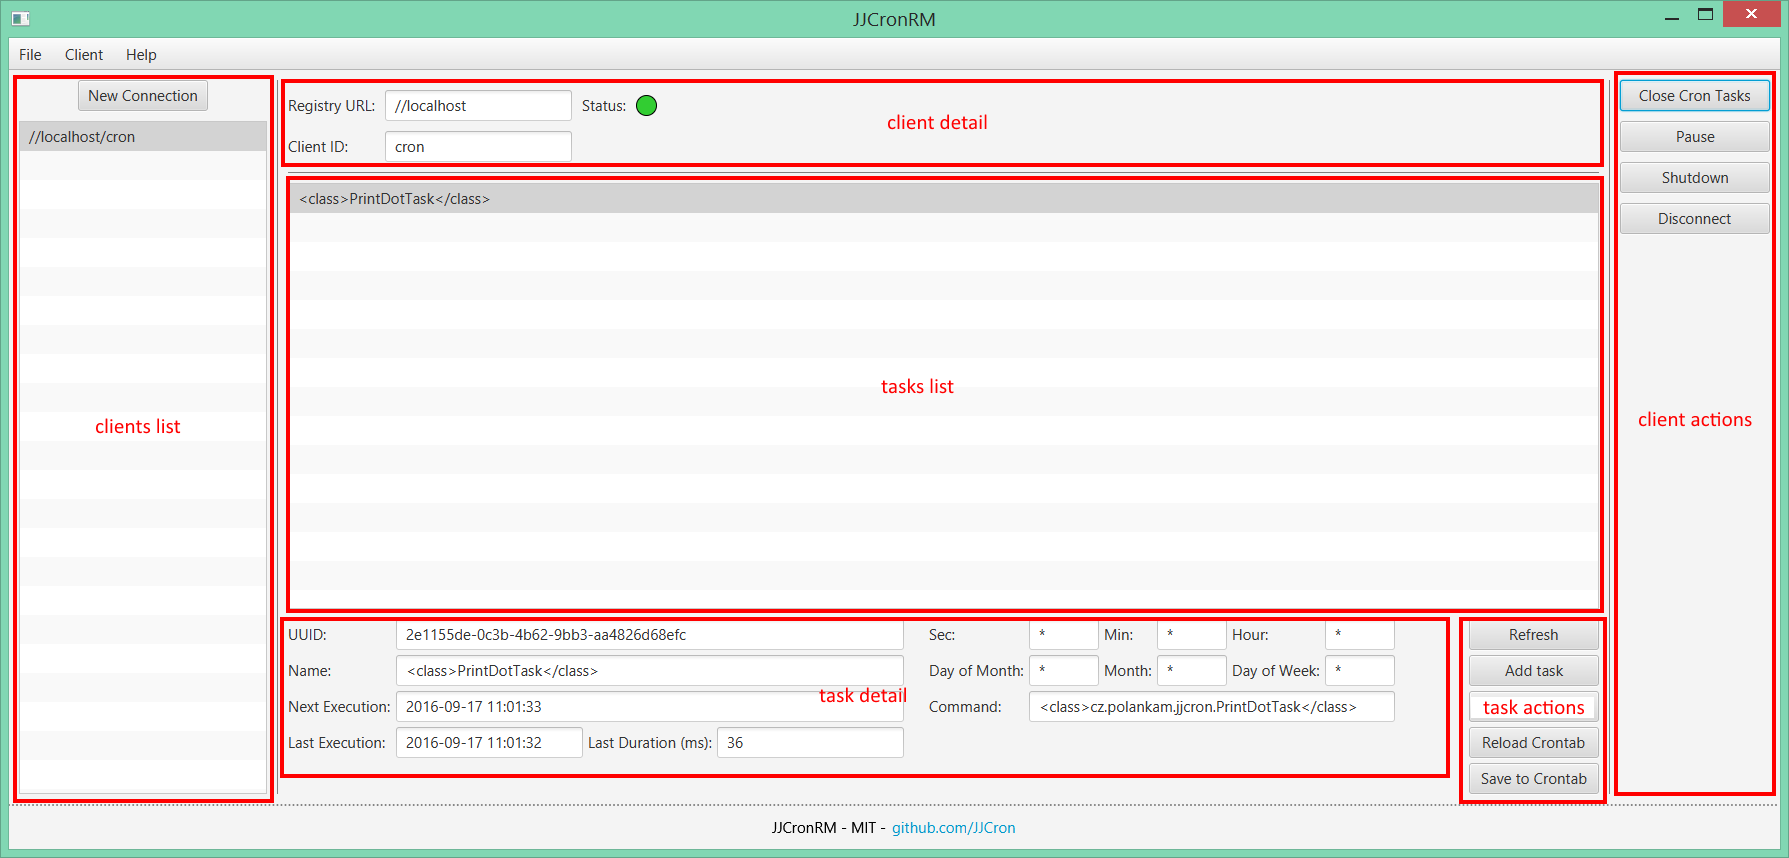 JJCronRM
File Client Help
New Connection
//localhost/cron
clients list
Registry URL: //localhost Status:
client detail
Client ID: cron
<class>PrintDotTask</class>
tasks list
UUID: 2e1155de-0c3b-4b62-9bb3-aa4826d68efc
Name: <class>PrintDotTask</class>
task detail
Next Execution: 2016-09-17 11:01:33
Last Execution: 2016-09-17 11:01:32 Last Duration (ms): 36
Sec: * Min: * Hour: *
Day of Month: * Month: * Day of Week: *
Command: <class>cz.polankam.jjcron.PrintDotTask</class>
Refresh
Add task
task actions
Reload Crontab
Save to Crontab
Close Cron Tasks
Pause
Shutdown
Disconnect
client actions
JJCronRM - MIT - github.com/JJCron